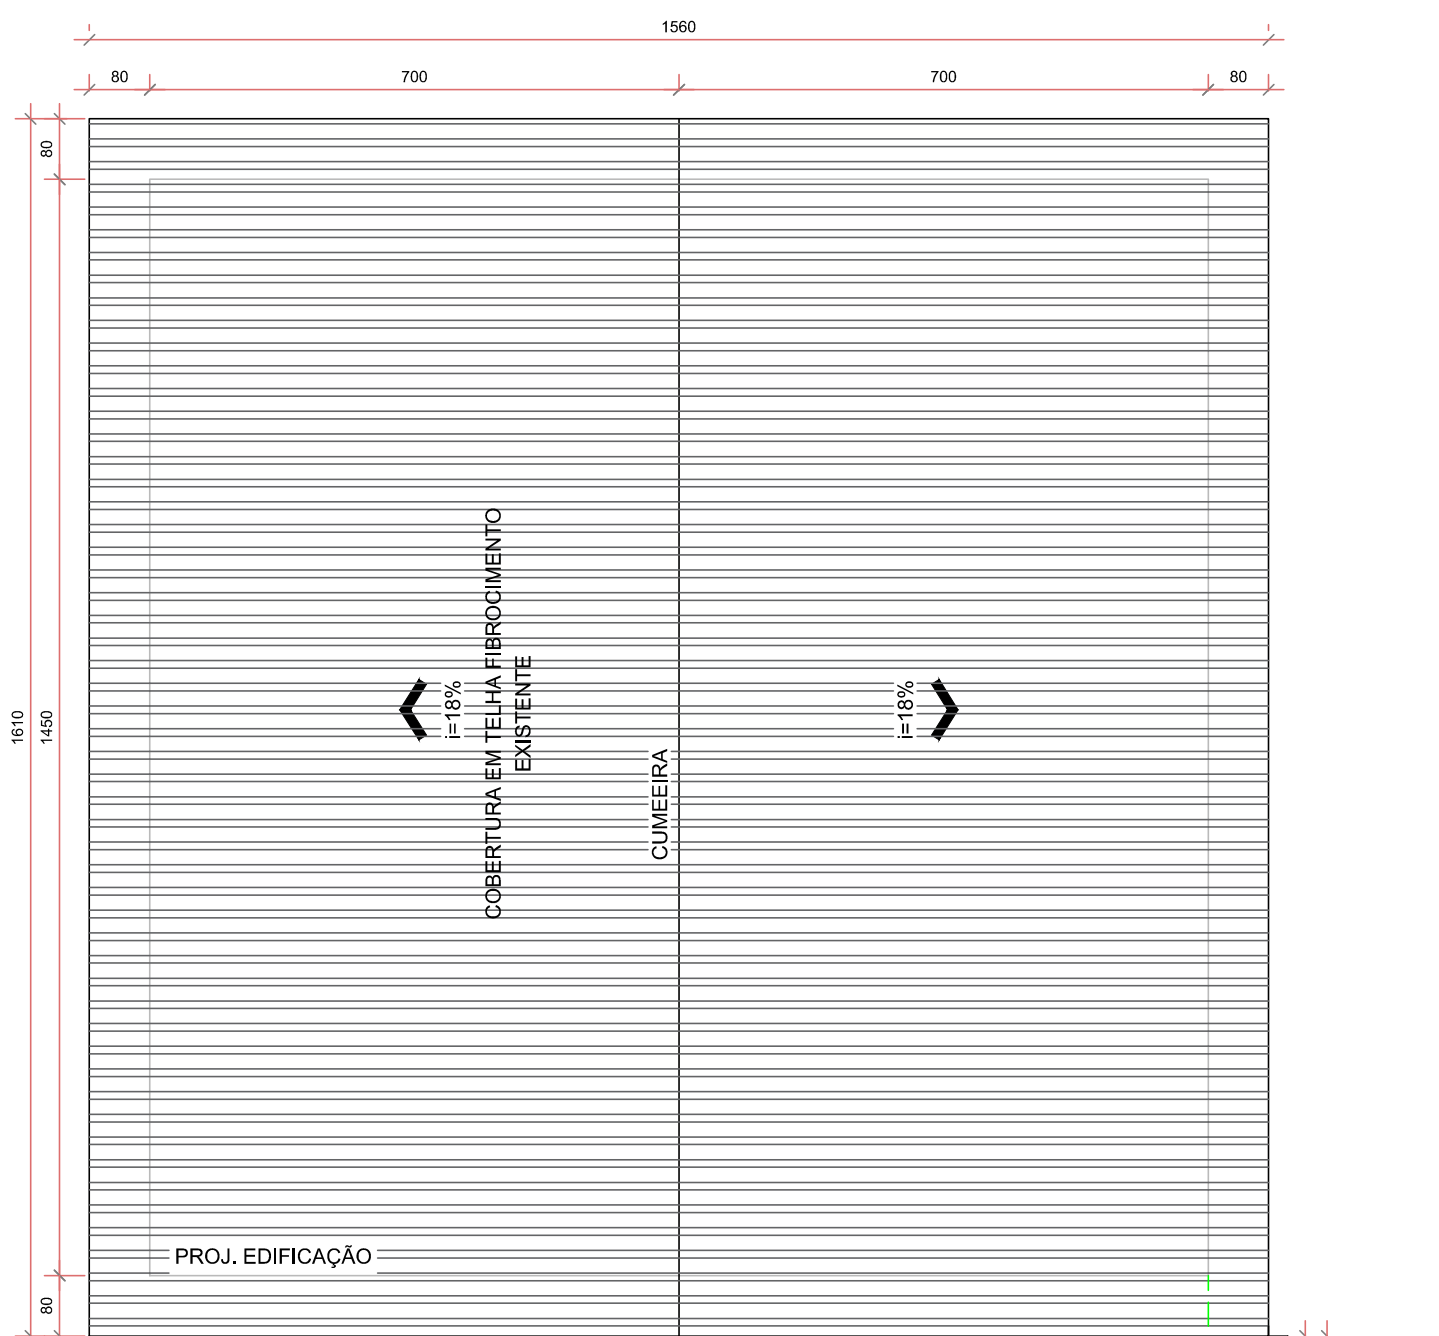 1560
80
700
700
80
80
1610
1450
80
COBERTURA EM TELHA FIBROCIMENTO
EXISTENTE
i=18%
i=18%
CUMEEIRA
PROJ. EDIFICAÇÃO